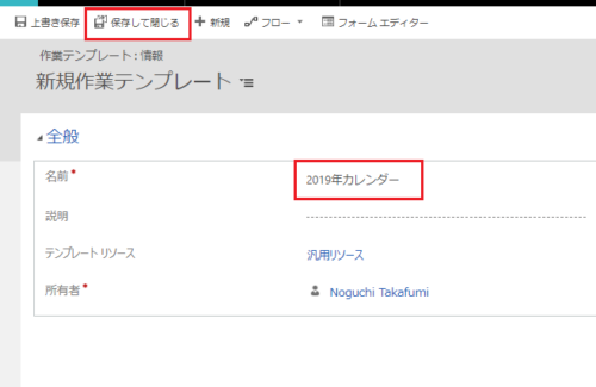 上書き保存 保存して閉じる 新規 フロー フォーム エディター
作業テンプレート : 情報
新規作業テンプレート
全般
名前* 2019年カレンダー
説明
テンプレート リソース 汎用リソース
所有者* Noguchi Takafumi